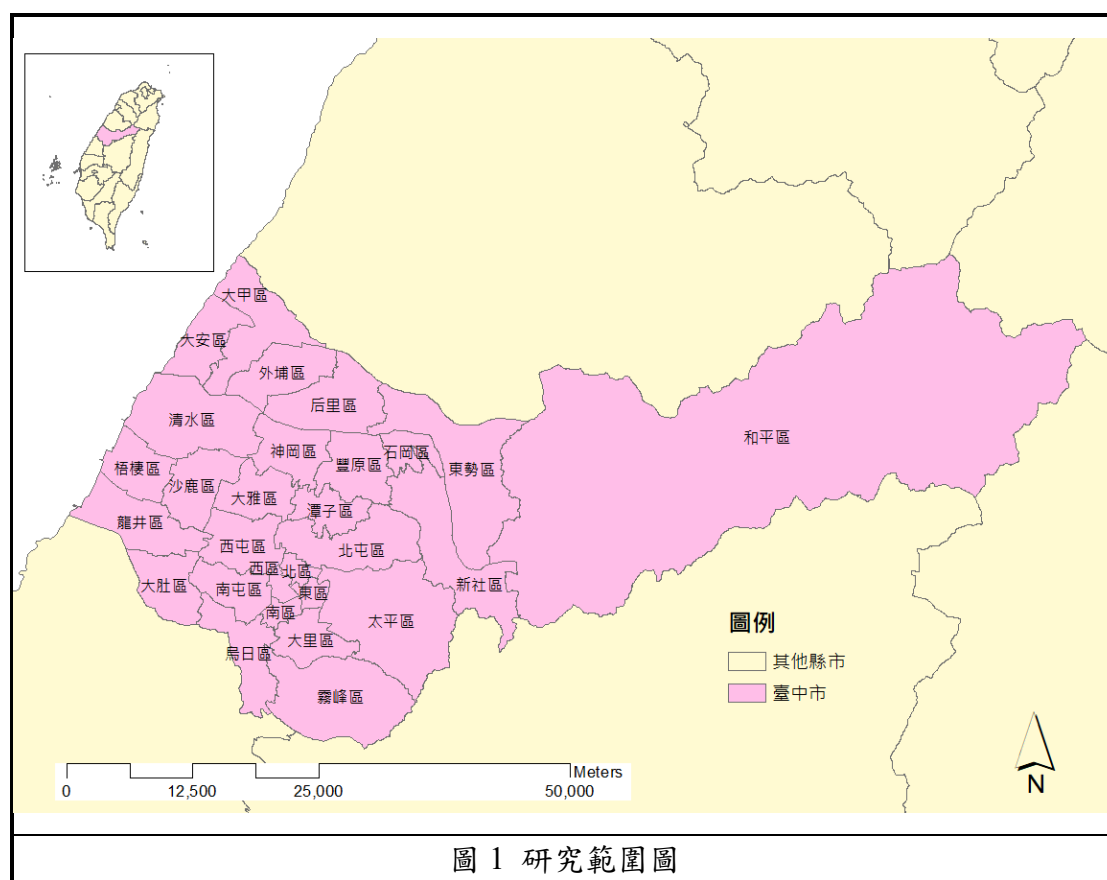 大甲區
大安區
外埔區
后里區
清水區
神岡區
豐原區
石岡區
東勢區
和平區
梧棲區
沙鹿區
大雅區
潭子區
龍井區
西屯區
北屯區
西區
北區
新社區
大肚區
南屯區
東區
南區
太平區
大里區
烏日區
霧峰區
圖例
其他縣市
臺中市
Meters
0
12,500
25,000
50,000
N
圖 1 研究範圍圖